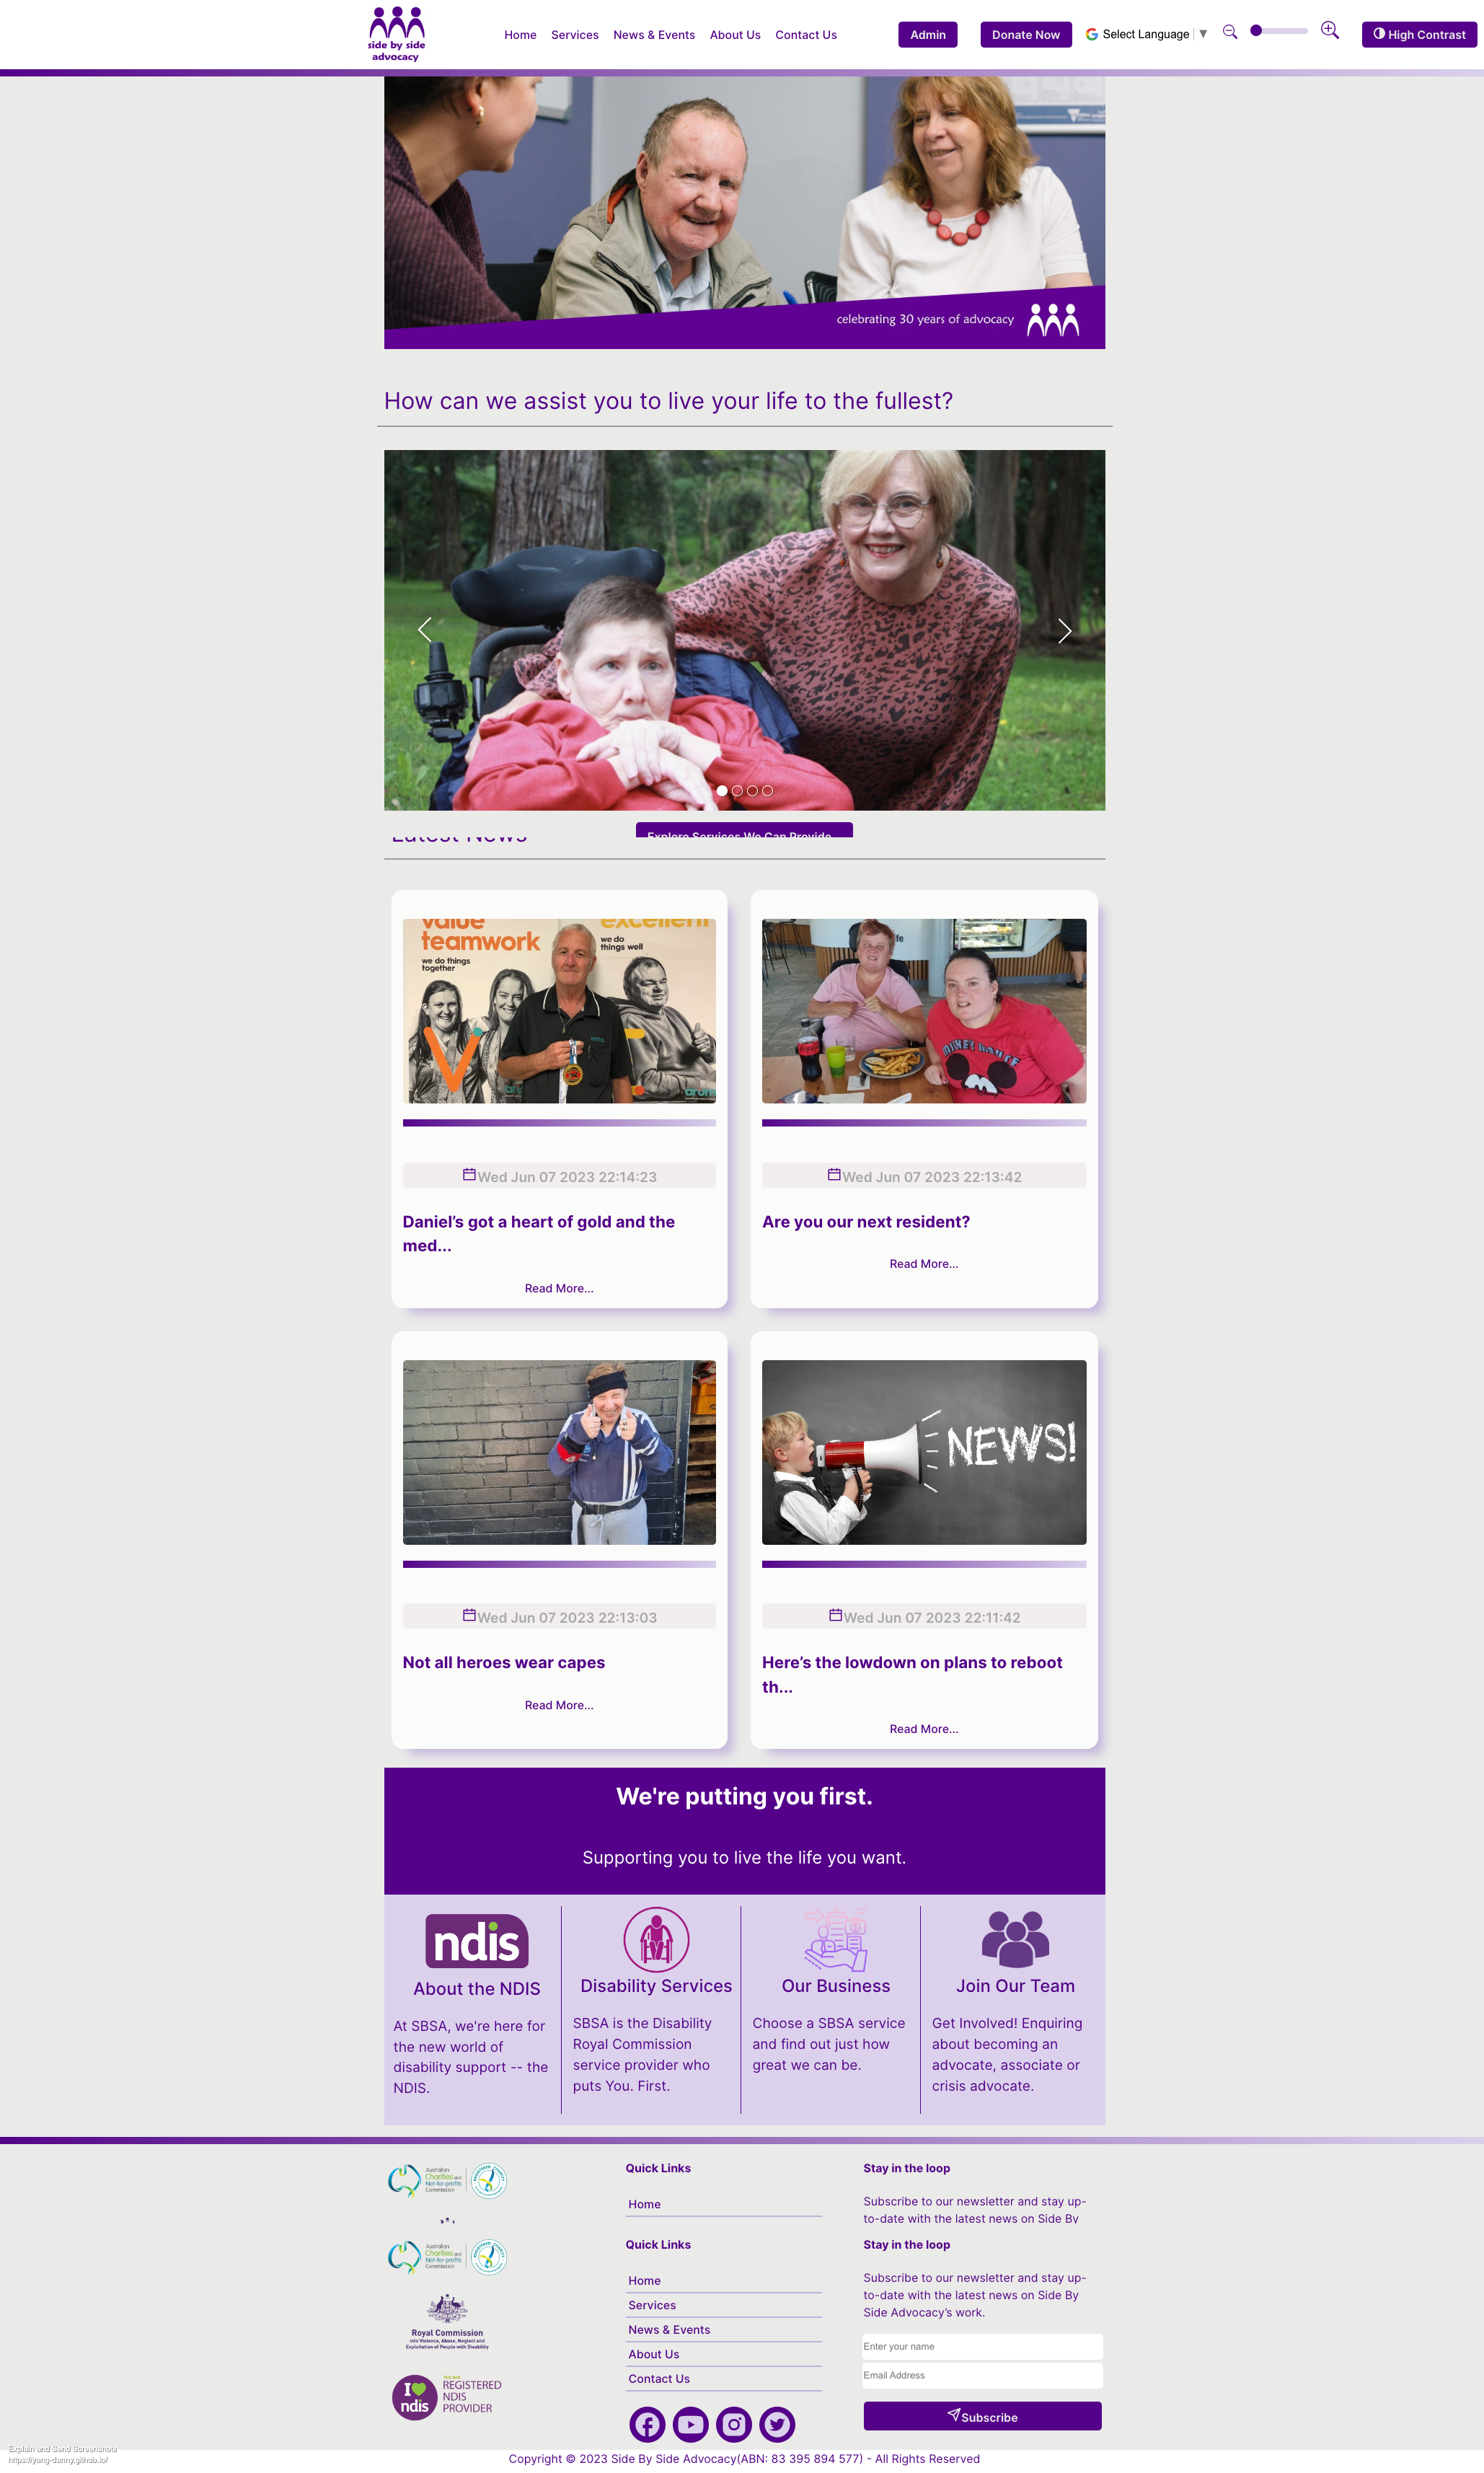 side by side
advocacy
Home Services News & Events About Us Contact Us Admin Donate Now Select Language ▼ High Contrast
celebrating 30 years of advocacy
How can we assist you to live your life to the fullest?
Latest News
Explore Services We Can Provide
value
teamwork
we do things
together
excellent
we do
things well
Wed Jun 07 2023 22:14:23
Daniel’s got a heart of gold and the
med...
Read More...
DANCE
Wed Jun 07 2023 22:13:42
Are you our next resident?
Read More...
Wed Jun 07 2023 22:13:03
Not all heroes wear capes
Read More...
NEWS!
Wed Jun 07 2023 22:11:42
Here’s the lowdown on plans to reboot
th...
Read More...
We're putting you first.
Supporting you to live the life you want.
ndis
About the NDIS
At SBSA, we're here for
the new world of
disability support -- the
NDIS.
Disability Services
SBSA is the Disability
Royal Commission
service provider who
puts You. First.
Our Business
Choose a SBSA service
and find out just how
great we can be.
Join Our Team
Get Involved! Enquiring
about becoming an
advocate, associate or
crisis advocate.
Australian
Charities and
Not-for-profits
Commission
Quick Links
Home
Stay in the loop
Subscribe to our newsletter and stay up-
to-date with the latest news on Side By
Australian
Charities and
Not-for-profits
Commission
Royal Commission
into Violence, Abuse, Neglect and
Exploitation of People with Disability
I
ndis
REGISTERED
NDIS
PROVIDER
Quick Links
Home
Services
News & Events
About Us
Contact Us
Stay in the loop
Subscribe to our newsletter and stay up-
to-date with the latest news on Side By
Side Advocacy’s work.
Enter your name
Email Address
Subscribe
Explain and Send Screenshots
https://yang-danny.github.io/
Copyright © 2023 Side By Side Advocacy(ABN: 83 395 894 577) - All Rights Reserved